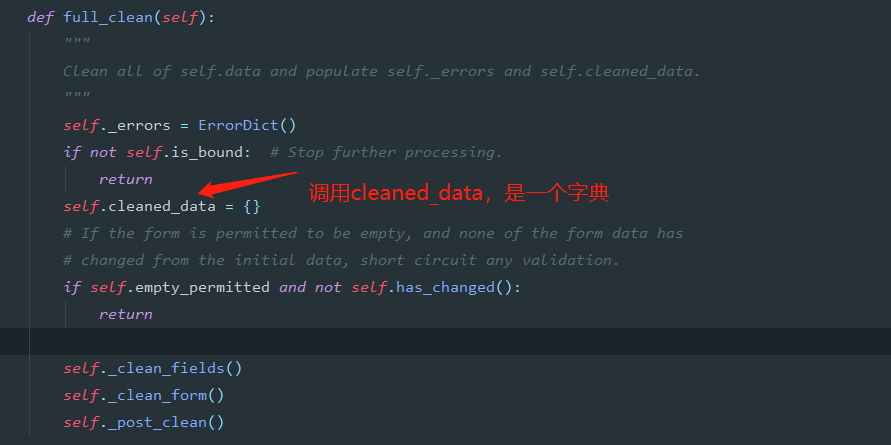 def full_clean(self):
    """
    Clean all of self.data and populate self._errors and self.cleaned_data.
    """
    self._errors = ErrorDict()
    if not self.is_bound:  # Stop further processing.
        return
调用cleaned_data，是一个字典
    self.cleaned_data = {}
    # If the form is permitted to be empty, and none of the form data has
    # changed from the initial data, short circuit any validation.
    if self.empty_permitted and not self.has_changed():
        return
    self._clean_fields()
    self._clean_form()
    self._post_clean()